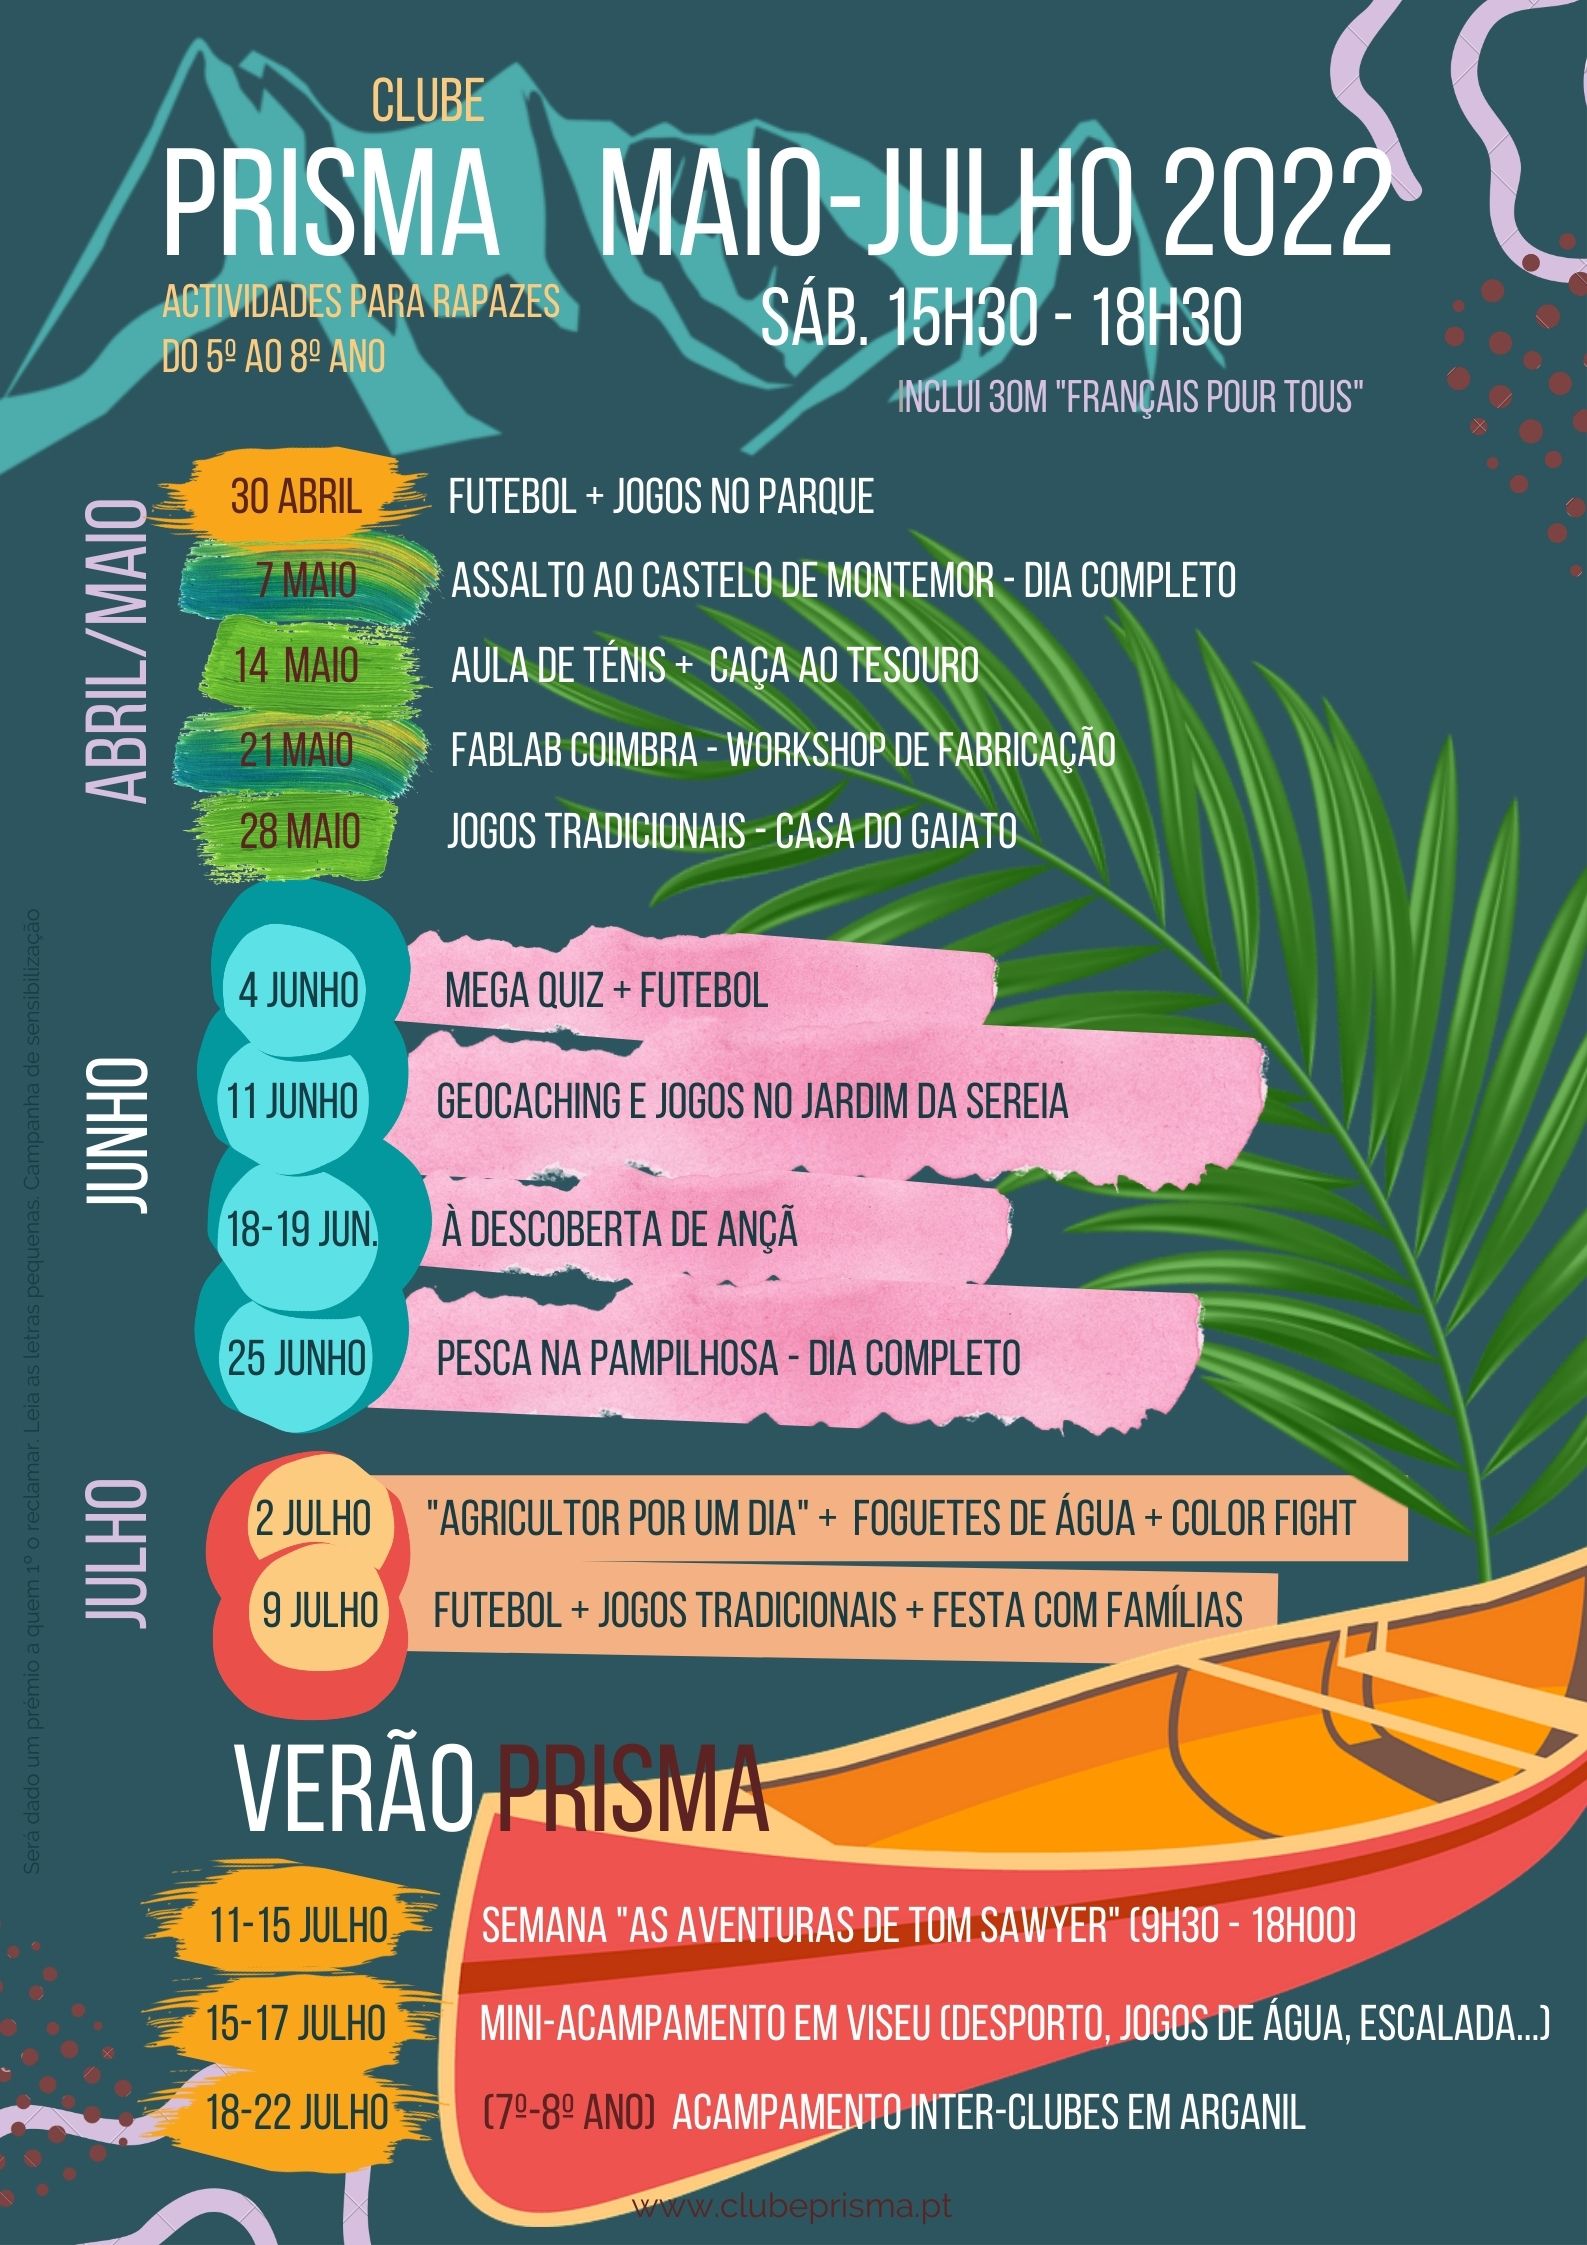 CLUBE
PRISMA
ACTIVIDADES PARA RAPAZES
DO 5º AO 8º ANO
MAIO-JULHO 2022
SÁB. 15H30 - 18H30
INCLUI 30M "FRANÇAIS POUR TOUS"
ABRIL/MAIO
30 ABRIL FUTEBOL + JOGOS NO PARQUE
7 MAIO ASSALTO AO CASTELO DE MONTEMOR - DIA COMPLETO
14 MAIO AULA DE TÉNIS + CAÇA AO TESOURO
21 MAIO FABLAB COIMBRA - WORKSHOP DE FABRICAÇÃO
28 MAIO JOGOS TRADICIONAIS - CASA DO GAIATO
JUNHO
4 JUNHO MEGA QUIZ + FUTEBOL
11 JUNHO GEOCACHING E JOGOS NO JARDIM DA SEREIA
18-19 JUN. À DESCOBERTA DE ANÇÃ
25 JUNHO PESCA NA PAMPILHOSA - DIA COMPLETO
JULHO
2 JULHO "AGRICULTOR POR UM DIA" + FOGUETES DE ÁGUA + COLOR FIGHT
9 JULHO FUTEBOL + JOGOS TRADICIONAIS + FESTA COM FAMÍLIAS
VERÃO PRISMA
11-15 JULHO SEMANA "AS AVENTURAS DE TOM SAWYER" (9H30 - 18H00)
15-17 JULHO MINI-ACAMPAMENTO EM VISEU (DESPORTO, JOGOS DE ÁGUA, ESCALADA...)
18-22 JULHO (7º-8º ANO) ACAMPAMENTO INTER-CLUBES EM ARGANIL
www.clubeprisma.pt
Será dado um prémio a quem 1º o reclamar. Leia as letras pequenas. Campanha de sensibilização